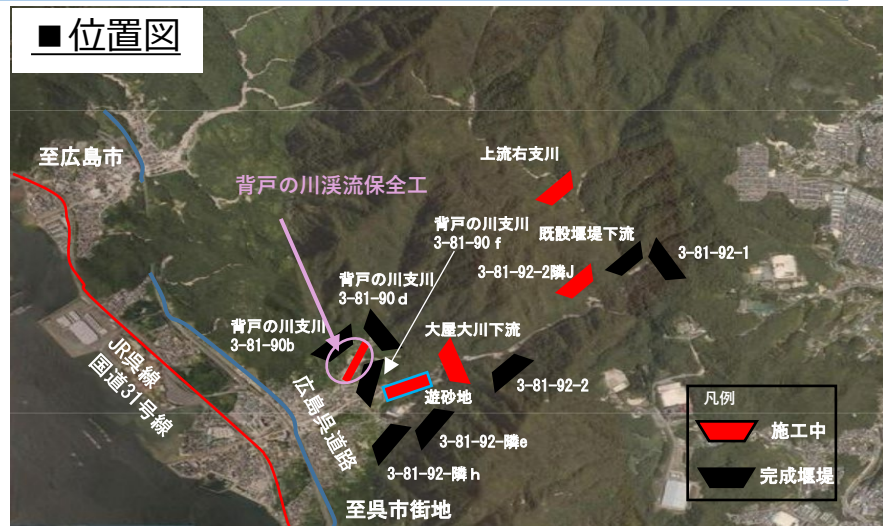 ■位置図
至広島市
上流右支川
背戸の川渓流保全工
背戸の川支川
3-81-90ｆ
既設堰堤下流
3-81-92-1
3-81-92-2隣J
背戸の川支川
3-81-90ｄ
背戸の川支川
3-81-90b
大屋大川下流
JR呉線
国道31号線
広島呉道路
遊砂地
3-81-92-2
3-81-92-隣e
3-81-92-隣ｈ
至呉市街地
凡例
施工中
完成堰堤